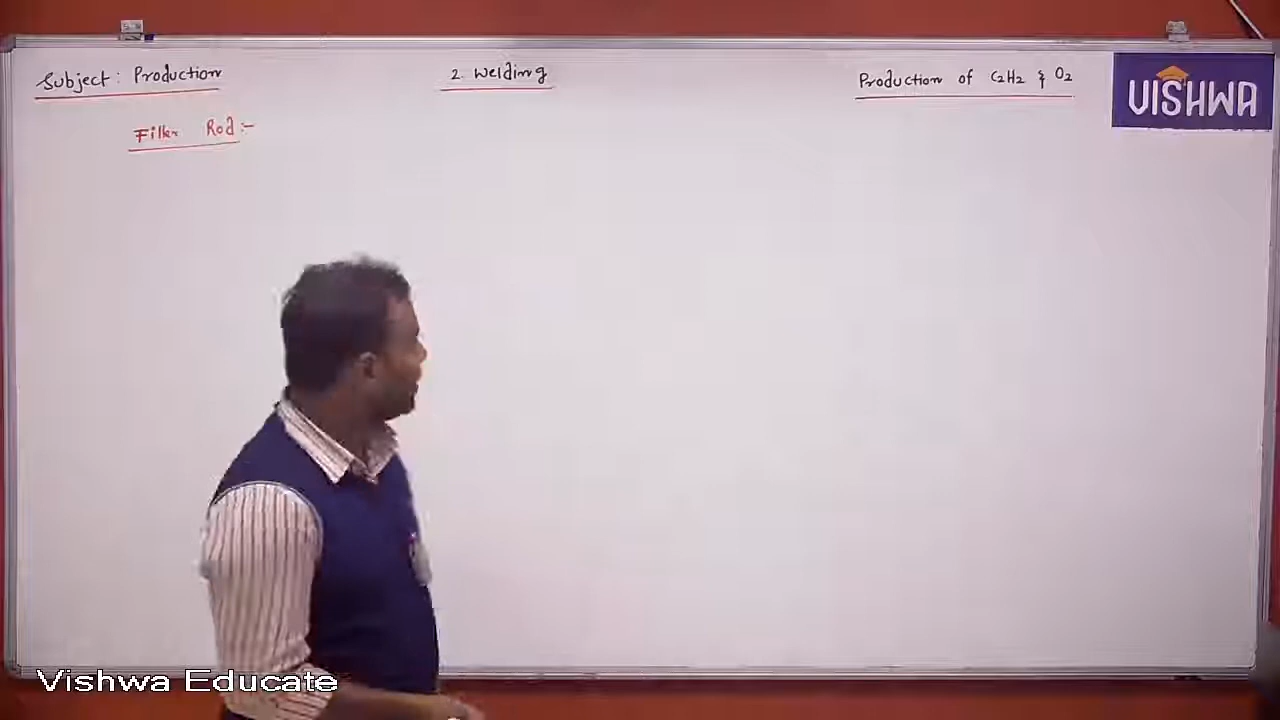 Subject: Production
2. Welding
Production of C2H2 & O2
VISHWA
Filler Rod:-
Vishwa Educate